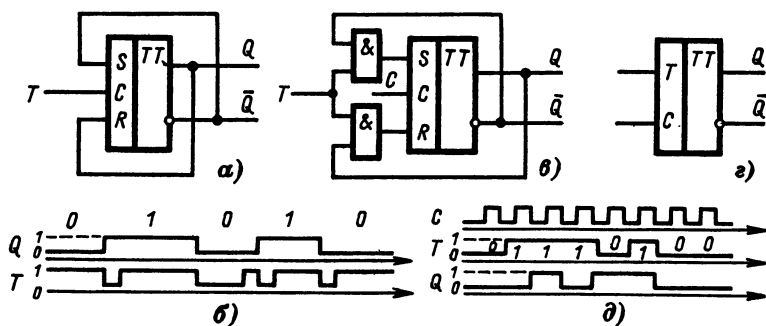 S TT Q
T C
R Q̄
а)
& S TT Q
T C C
& R Q̄
в)
T TT Q
C Q̄
г)
0 1 0 1 0
Q 1 0
T 1 0
б)
C
T 1 0 0 1 1 1 0 1 0 0
Q 1 0
д)